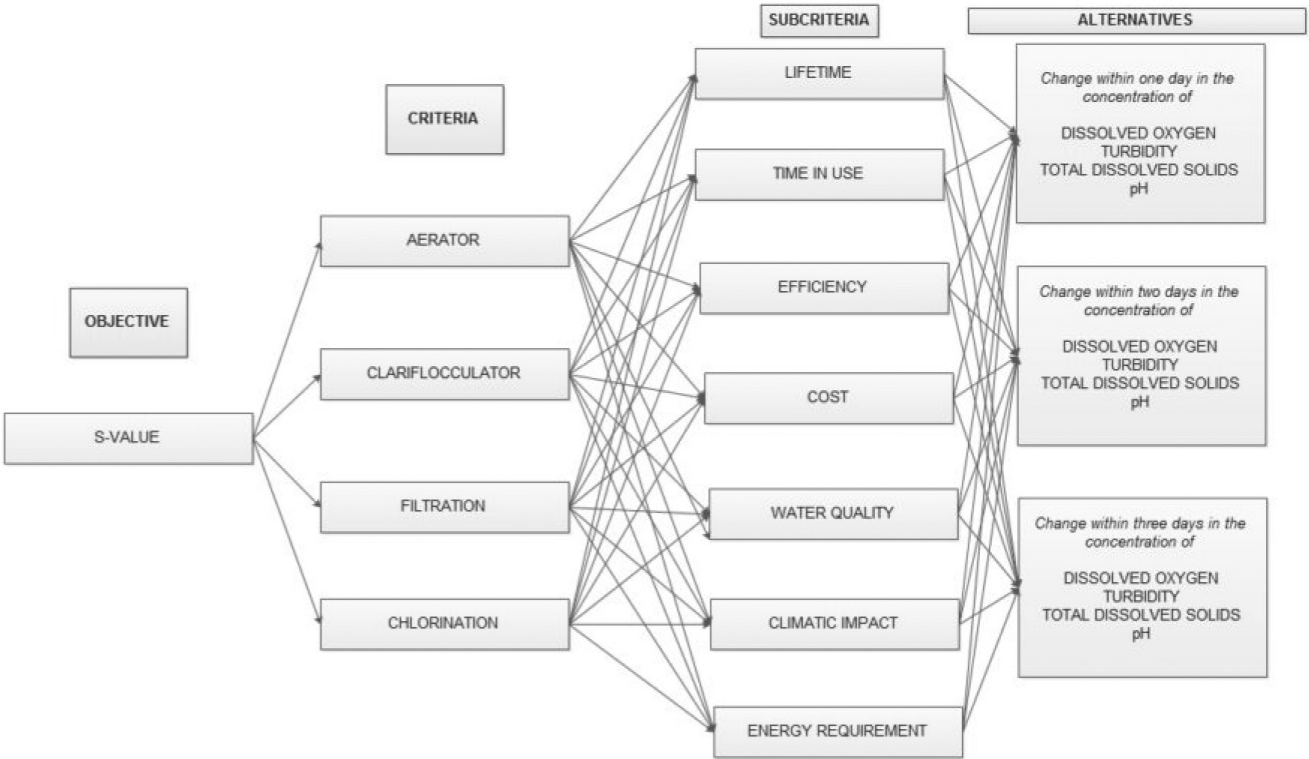 OBJECTIVE
S-VALUE
CRITERIA
AERATOR
CLARIFLOCCULATOR
FILTRATION
CHLORINATION
SUBCRITERIA
LIFETIME
TIME IN USE
EFFICIENCY
COST
WATER QUALITY
CLIMATIC IMPACT
ENERGY REQUIREMENT
ALTERNATIVES
Change within one day in the
concentration of
DISSOLVED OXYGEN
TURBIDITY
TOTAL DISSOLVED SOLIDS
pH
Change within two days in the
concentration of
DISSOLVED OXYGEN
TURBIDITY
TOTAL DISSOLVED SOLIDS
pH
Change within three days in the
concentration of
DISSOLVED OXYGEN
TURBIDITY
TOTAL DISSOLVED SOLIDS
pH